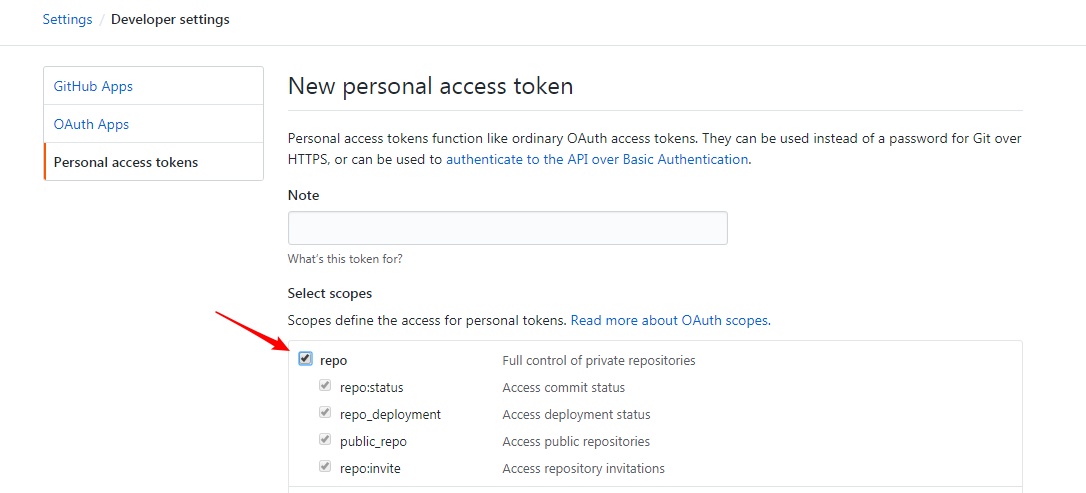 Settings / Developer settings
GitHub Apps
OAuth Apps
Personal access tokens
New personal access token
Personal access tokens function like ordinary OAuth access tokens. They can be used instead of a password for Git over
HTTPS, or can be used to authenticate to the API over Basic Authentication.
Note
What's this token for?
Select scopes
Scopes define the access for personal tokens. Read more about OAuth scopes.
repo Full control of private repositories
repo:status Access commit status
repo_deployment Access deployment status
public_repo Access public repositories
repo:invite Access repository invitations